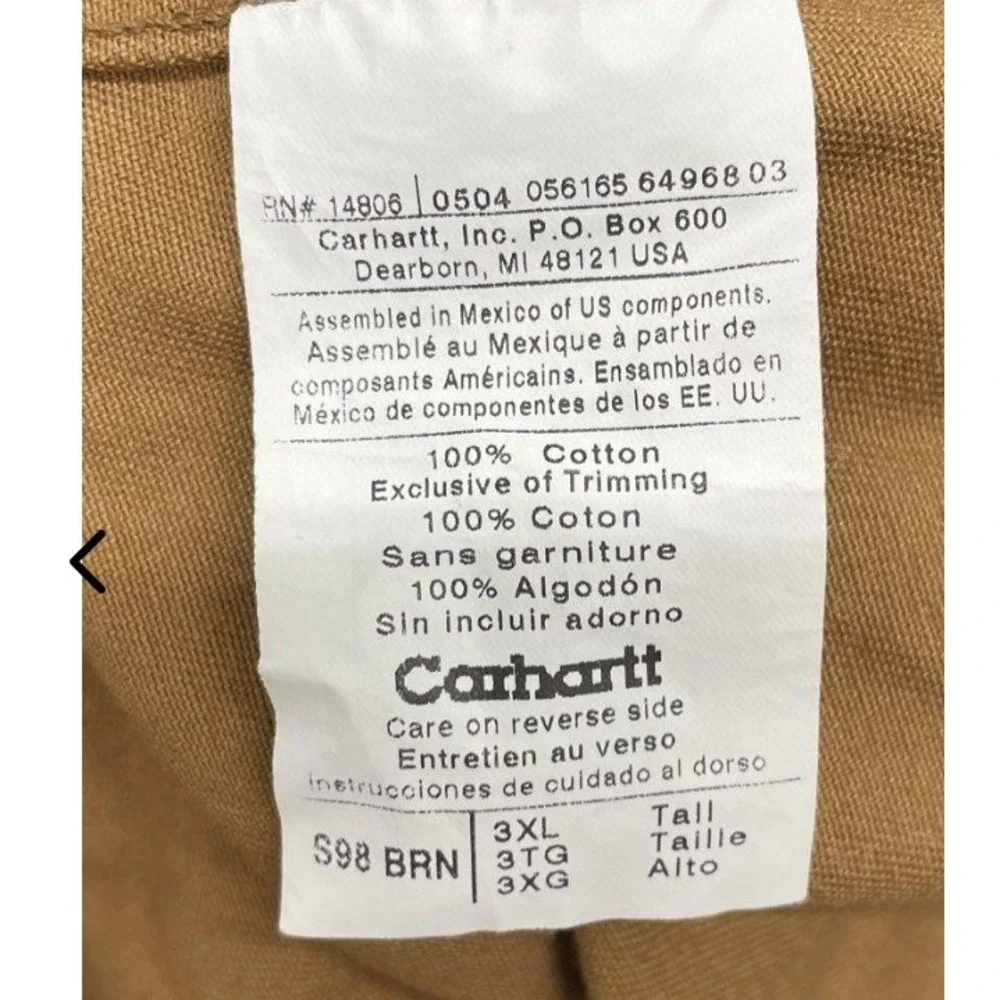 RN# 14806 | 0504 056165 64968 03
Carhartt, Inc. P.O. Box 600
Dearborn, MI 48121 USA
Assembled in Mexico of US components.
Assemblé au Mexique à partir de
composants Américains. Ensamblado en
México de componentes de los EE. UU.
100% Cotton
Exclusive of Trimming
100% Coton
Sans garniture
100% Algodón
Sin incluir adorno
Carhartt
Care on reverse side
Entretien au verso
instrucciones de cuidado al dorso
S98 BRN
3XL Tall
3TG Taille
3XG Alto